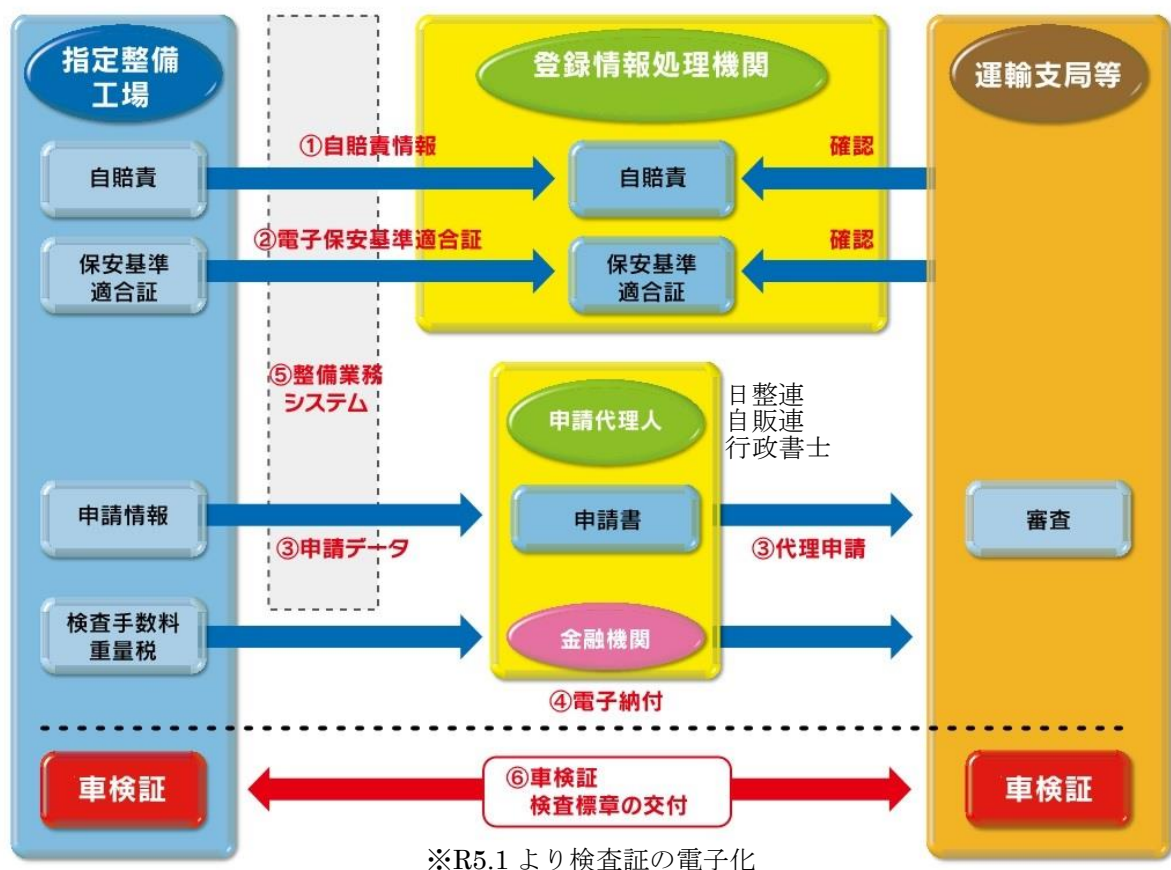 指定整備
工場
登録情報処理機関
運輸支局等
①自賠責情報
確認
自賠責
自賠責
②電子保安基準適合証
確認
保安基準
適合証
保安基準
適合証
⑤整備業務
システム
申請代理人
日整連
自販連
行政書士
申請情報
申請書
審査
③申請データ
③代理申請
検査手数料
重量税
金融機関
④電子納付
車検証
⑥車検証
検査標章の交付
車検証
※R5.1より検査証の電子化